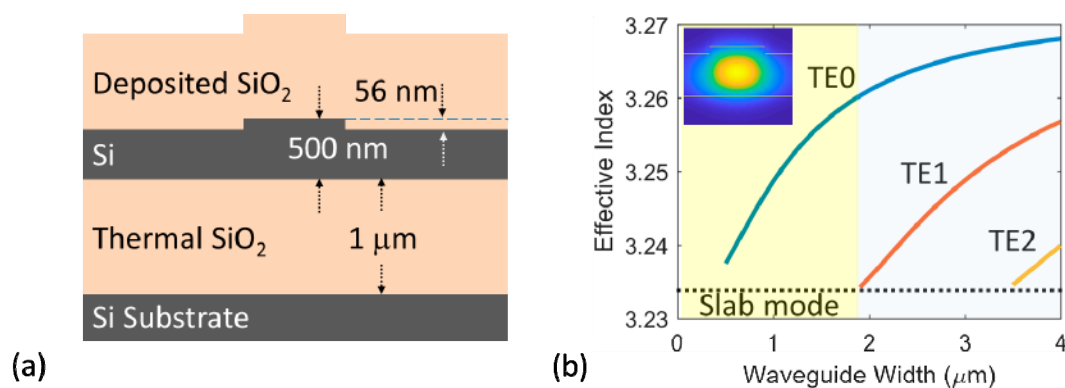 Deposited SiO₂
56 nm
Si
500 nm
Thermal SiO₂
1 μm
Si Substrate
(a)
3.27
3.26
3.25
3.24
3.23
Effective Index
TE0
TE1
TE2
Slab mode
0
1
2
3
4
Waveguide Width (μm)
(b)